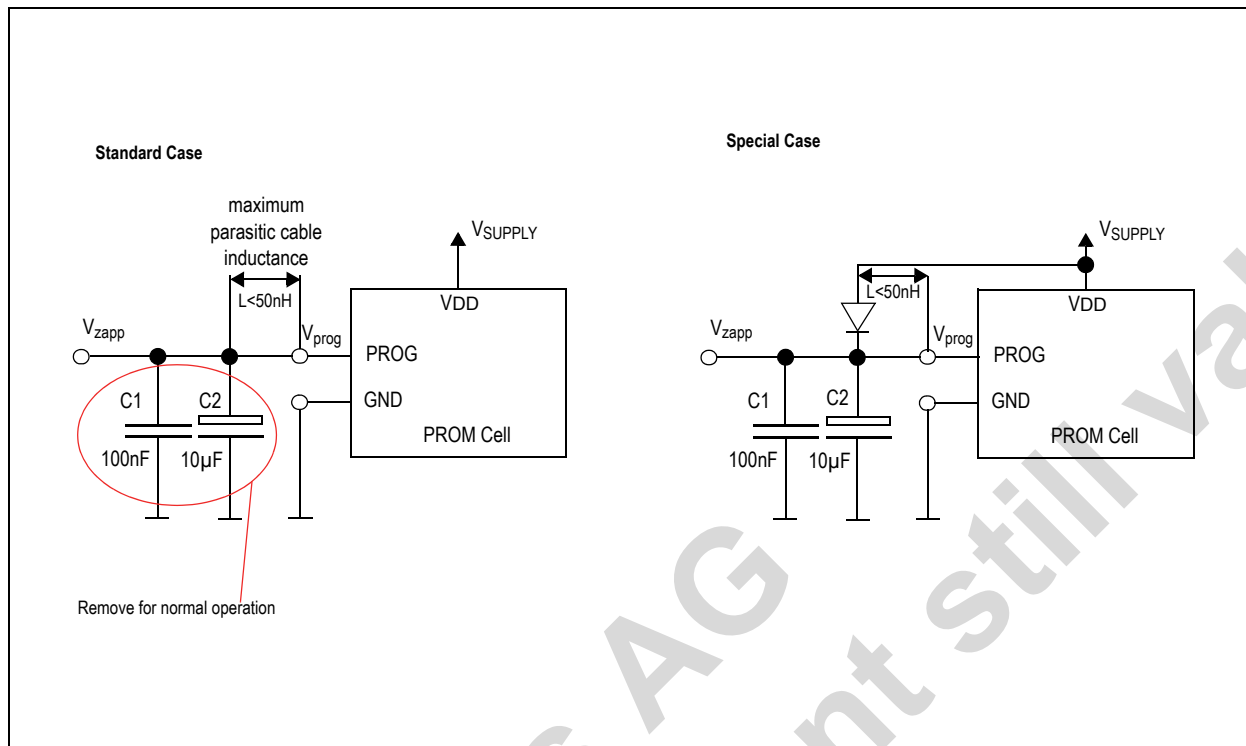 Standard Case
maximum
parasitic cable
inductance
L<50nH
VSUPPLY
VDD
Vzapp
Vprog
PROG
GND
C1
C2
100nF
10µF
PROM Cell
Remove for normal operation
Special Case
VSUPPLY
L<50nH
VDD
Vzapp
Vprog
PROG
GND
C1
C2
100nF
10µF
PROM Cell
AG
still